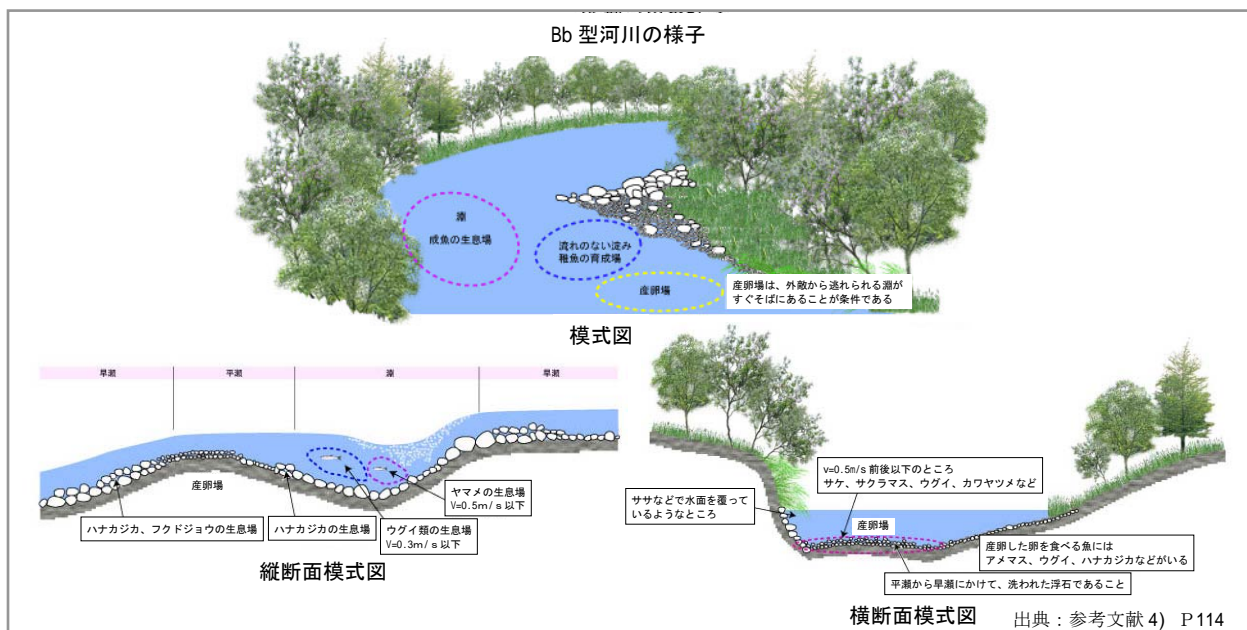 Bb 型河川の様子
淵
成魚の生息場
流れのない淀み
稚魚の育成場
産卵場
産卵場は、外敵から逃れられる淵が
すぐそばにあることが条件である
模式図
早瀬
平瀬
淵
早瀬
産卵場
ハナカジカ、フクドジョウの生息場
ハナカジカの生息場
ウグイ類の生息場
V=0.3m/s 以下
ヤマメの生息場
V=0.5m/s 以下
縦断面模式図
v=0.5m/s 前後以下のところ
サケ、サクラマス、ウグイ、カワヤツメなど
ササなどで水面を覆って
いるようなところ
産卵場
産卵した卵を食べる魚には
アメマス、ウグイ、ハナカジカなどがいる
平瀬から早瀬にかけて、洗われた浮石であること
横断面模式図
出典：参考文献 4) P114